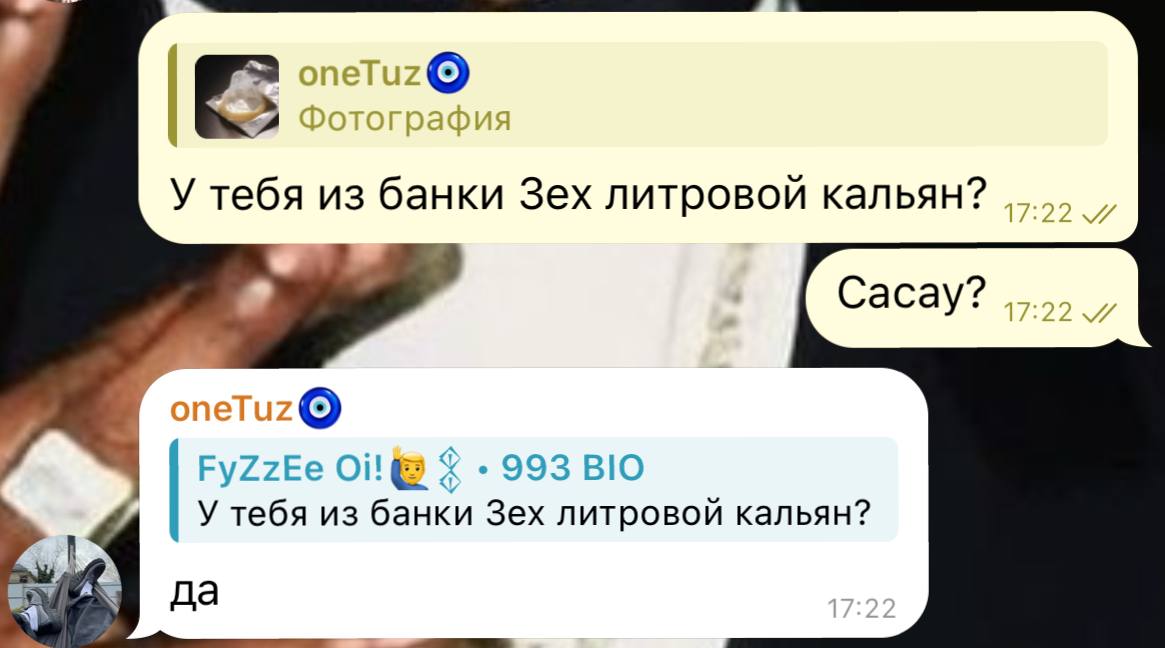 oneTuz🧿
Фотография
У тебя из банки 3ех литровой кальян?
17:22
Сасау?
17:22
oneTuz🧿
FyZzEe Oi!🙋‍♂️ • 993 BIO
У тебя из банки 3ех литровой кальян?
да
17:22